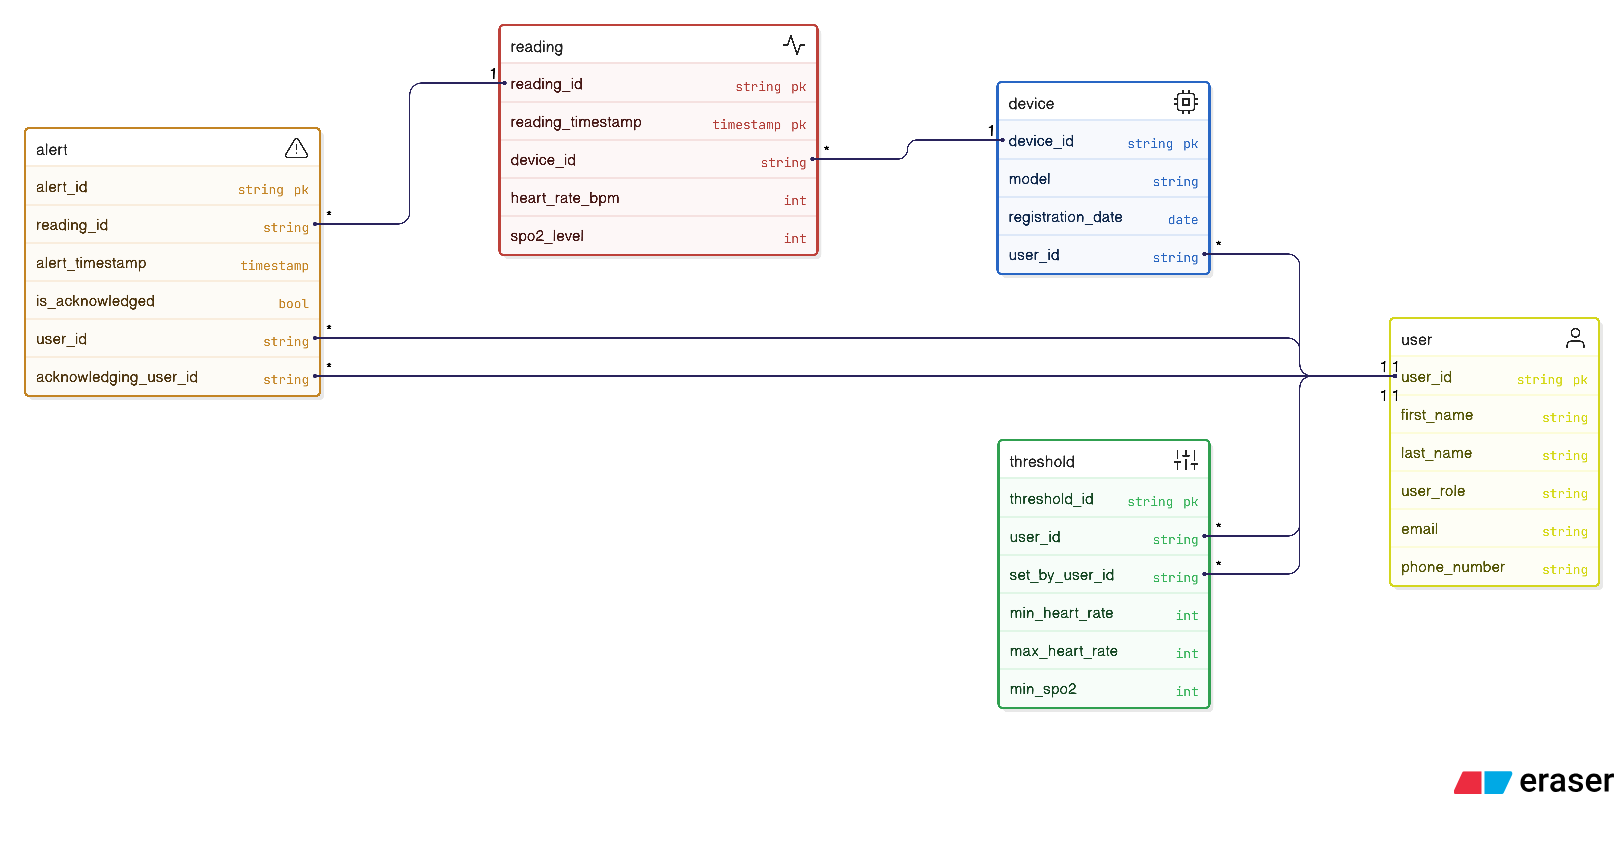 reading
reading_id string pk
reading_timestamp timestamp pk
device_id string
heart_rate_bpm int
spo2_level int
1
*
device
device_id string pk
model string
registration_date date
user_id string
1
*
alert
alert_id string pk
reading_id string
alert_timestamp timestamp
is_acknowledged bool
user_id string
acknowledging_user_id string
*
*
*
user
user_id string pk
first_name string
last_name string
user_role string
email string
phone_number string
1 1
1 1
threshold
threshold_id string pk
user_id string
set_by_user_id string
min_heart_rate int
max_heart_rate int
min_spo2 int
*
*
eraser